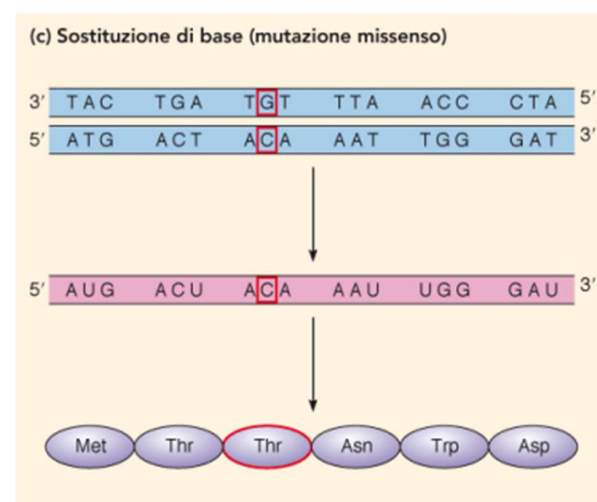 (c) Sostituzione di base (mutazione missenso)
3′ TAC TGA TGT TTA ACC CTA 5′
5′ ATG ACT ACA AAT TGG GAT 3′
5′ AUG ACU ACA AAU UGG GAU 3′
Met Thr Thr Asn Trp Asp